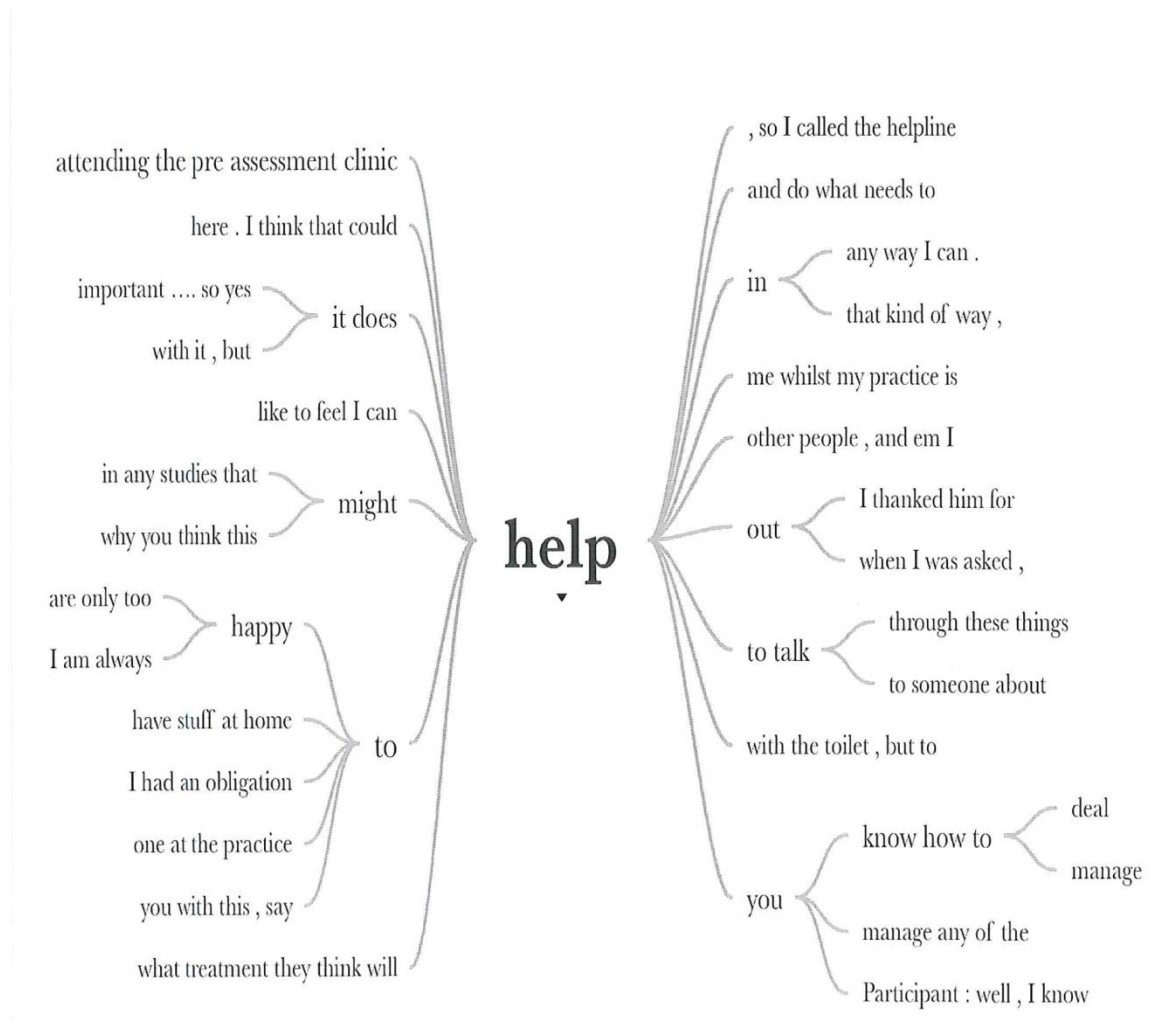 attending the pre assessment clinic
here . I think that could
important .... so yes
with it , but
it does
like to feel I can
in any studies that
why you think this
might
are only too
I am always
happy
have stuff at home
I had an obligation
one at the practice
you with this , say
to
what treatment they think will
help
, so I called the helpline
and do what needs to
in
any way I can .
that kind of way ,
me whilst my practice is
other people , and em I
out
I thanked him for
when I was asked ,
to talk
through these things
to someone about
with the toilet , but to
you
know how to
deal
manage
manage any of the
Participant : well , I know